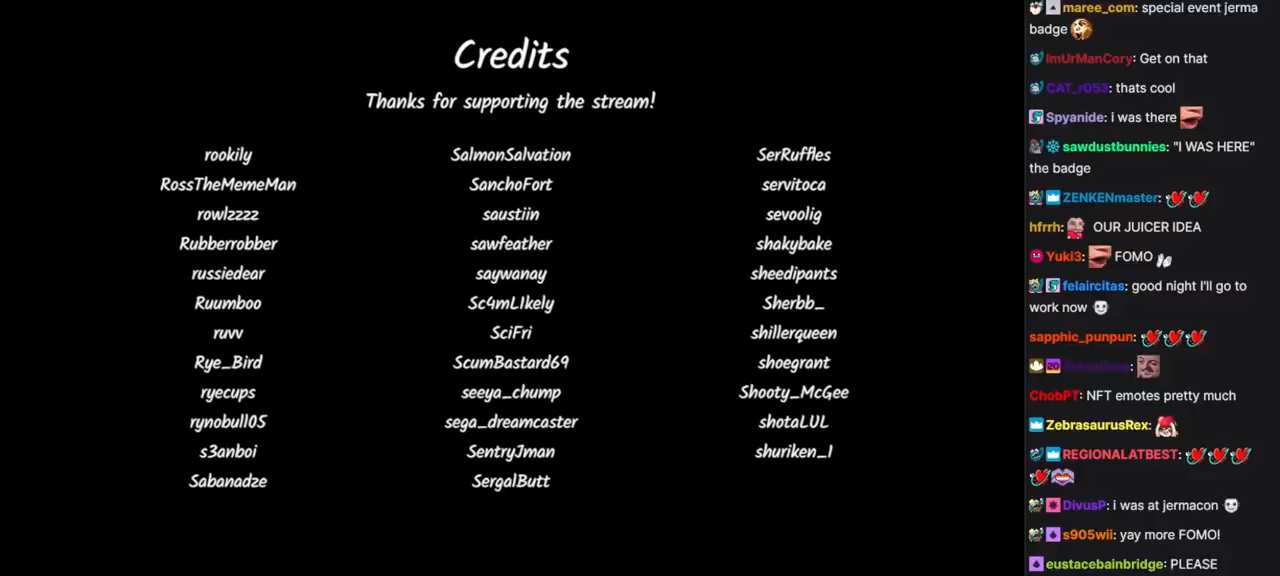 Credits
Thanks for supporting the stream!
rookily
RossTheMemeMan
rowlzzzz
Rubberrobber
russiedear
Ruumboo
ruvv
Rye_Bird
ryecups
rynobull05
s3anboi
Sabanadze
SalmonSalvation
SanchoFort
saustiin
sawfeather
saywanay
Sc4mL1kely
SciFri
ScumBastard69
seeya_chump
sega_dreamcaster
SentryJman
SergalButt
SerRuffles
servitoca
sevoolig
shakybake
sheedipants
Sherbb_
shillerqueen
shoegrant
Shooty_McGee
shotaLUL
shuriken_1
maree_com: special event jerma
badge
ImUrManCory: Get on that
CAT_r053: thats cool
Spyanide: i was there
sawdustbunnies: "I WAS HERE"
the badge
ZENKENmaster:
hfrrh: OUR JUICER IDEA
Yuki3: FOMO
felaircitas: good night I'll go to
work now
sapphic_punpun:
ChobPT: NFT emotes pretty much
ZebrasaurusRex:
REGIONALATBEST:
DivusP: i was at jermacon
s905wii: yay more FOMO!
eustacebainbridge: PLEASE